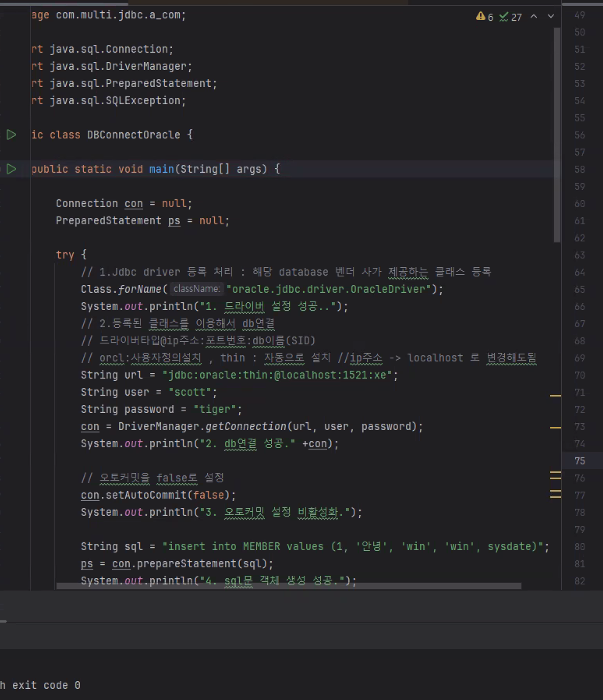 age com.multi.jdbc.a_com;
6 27
rt java.sql.Connection;
rt java.sql.DriverManager;
rt java.sql.PreparedStatement;
rt java.sql.SQLException;
ic class DBConnectOracle {
public static void main(String[] args) {
Connection con = null;
PreparedStatement ps = null;
try {
// 1.Jdbc driver 등록 처리 : 해당 database 벤더 사가 제공하는 클래스 등록
Class.forName( className: "oracle.jdbc.driver.OracleDriver");
System.out.println("1. 드라이버 설정 성공..");
// 2.등록된 클래스를 이용해서 db연결
// 드라이버타입@ip주소:포트번호:db이름(SID)
// orcl:사용자정의설치 , thin : 자동으로 설치 //ip주소 -> localhost 로 변경해도됨
String url = "jdbc:oracle:thin:@localhost:1521:xe";
String user = "scott";
String password = "tiger";
con = DriverManager.getConnection(url, user, password);
System.out.println("2. db연결 성공." +con);
// 오토커밋을 false로 설정
con.setAutoCommit(false);
System.out.println("3. 오토커밋 설정 비활성화.");
String sql = "insert into MEMBER values (1, '안녕', 'win', 'win', sysdate)";
ps = con.prepareStatement(sql);
System.out.println("4. sql문 객체 생성 성공.");
49
50
51
52
53
54
55
56
57
58
59
60
61
62
63
64
65
66
67
68
69
70
71
72
73
74
75
76
77
78
79
80
81
82
h exit code 0